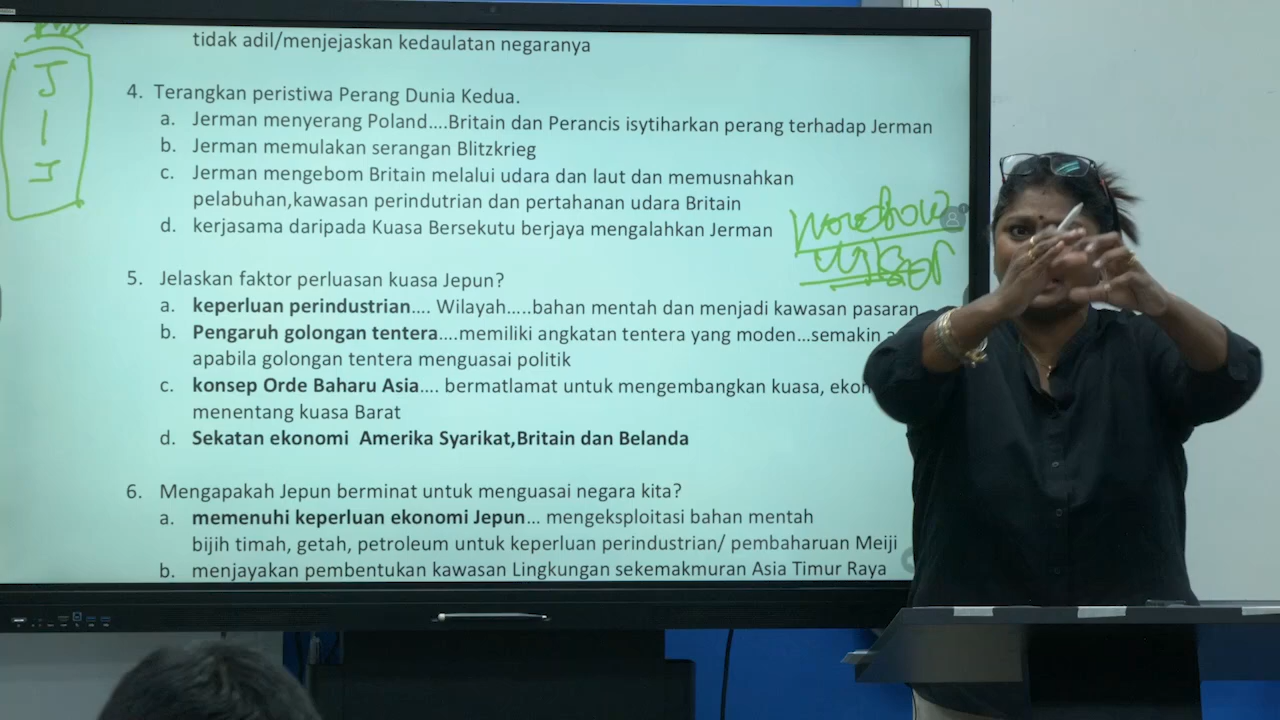 tidak adil/menjejaskan kedaulatan negaranya
J
I
4. Terangkan peristiwa Perang Dunia Kedua.
a. Jerman menyerang Poland....Britain dan Perancis isytiharkan perang terhadap Jerman
b. Jerman memulakan serangan Blitzkrieg
c. Jerman mengebom Britain melalui udara dan laut dan memusnahkan
pelabuhan,kawasan perindutrian dan pertahanan udara Britain
d. kerjasama daripada Kuasa Bersekutu berjaya mengalahkan Jerman
5. Jelaskan faktor perluasan kuasa Jepun?
a. keperluan perindustrian.... Wilayah.....bahan mentah dan menjadi kawasan pasaran
b. Pengaruh golongan tentera....memiliki angkatan tentera yang moden...semakin
apabila golongan tentera menguasai politik
c. konsep Orde Baharu Asia.... bermatlamat untuk mengembangkan kuasa,
menentang kuasa Barat
d. Sekatan ekonomi Amerika Syarikat,Britain dan Belanda
6. Mengapakah Jepun berminat untuk menguasai negara kita?
a. memenuhi keperluan ekonomi Jepun... mengeksploitasi bahan mentah
bijih timah, getah, petroleum untuk keperluan perindustrian/ pembaharuan Meiji
b. menjayakan pembentukan kawasan Lingkungan sekemakmuran Asia Timur Raya